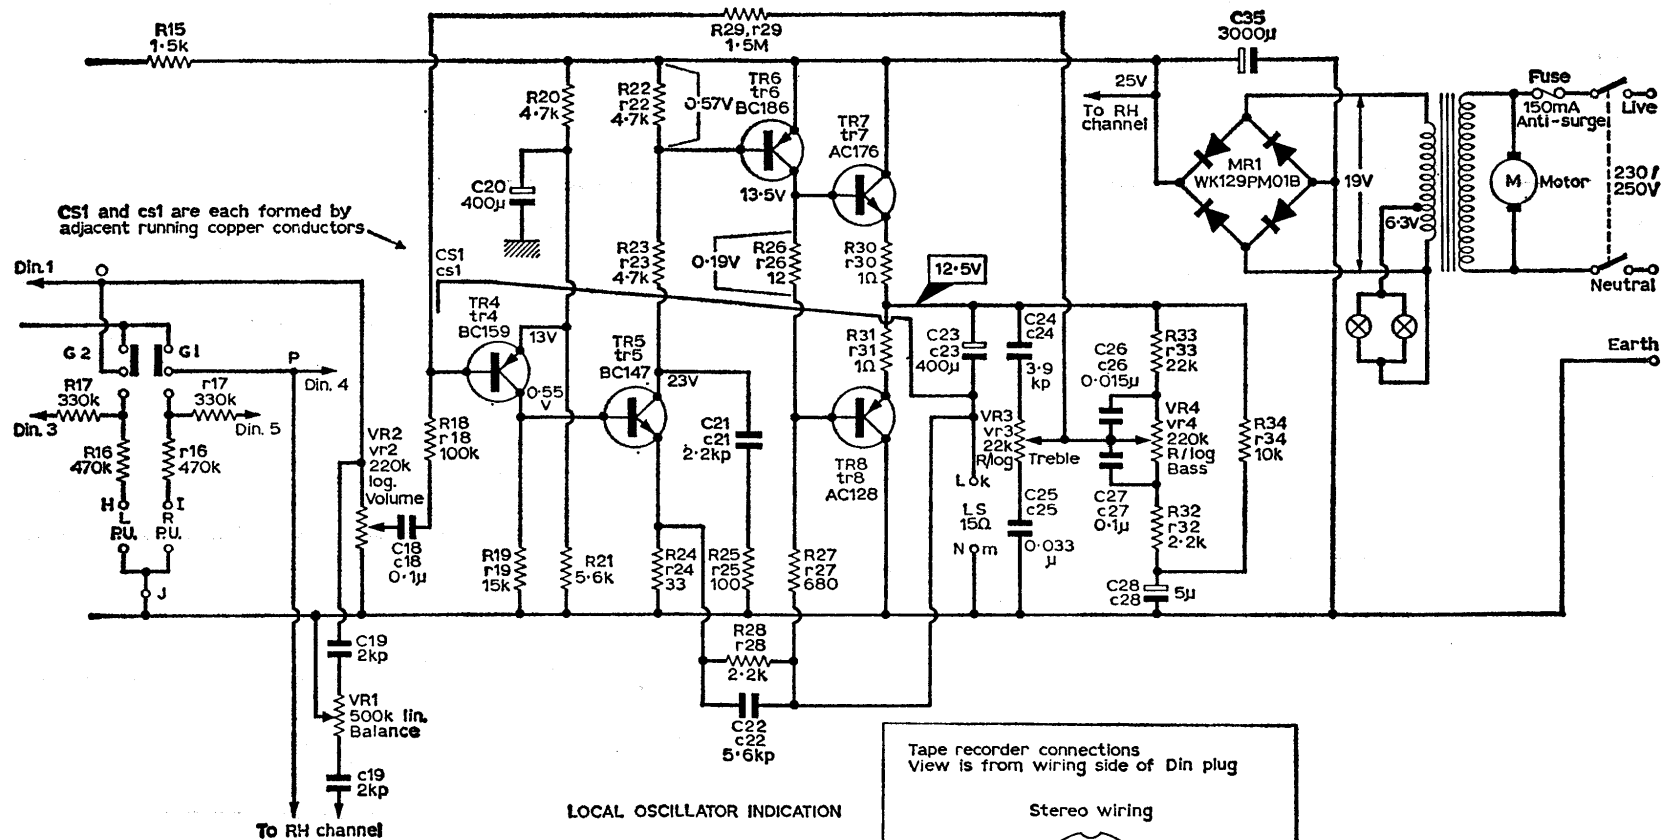 R29,r29
1·5M
C35
3000µ
R15
1·5k
25V
To RH
channel
Fuse
150mA
Anti-surge
Live
R20
4.7k
R22
r22
4.7k
0·57V
TR6
tr6
BC186
TR7
tr7
AC176
MR1
WK129PM01B
19V
6·3V
M
Motor
230/
250V
Neutral
Earth
C20
400µ
13·5V
CS1 and cs1 are each formed by
adjacent running copper conductors
CS1
cs1
R23
r23
4.7k
0·19V
R26
r26
12
R30
r30
1Ω
12·5V
Din.1
TR4
tr4
BC159
13V
0·55
V
TR5
tr5
BC147
23V
R31
r31
1Ω
C23
c23
400µ
C24
c24
3·9
kp
C26
c26
0·015µ
R33
r33
22k
G2
G1
P
Din. 4
R17
330k
r17
330k
Din. 3
Din. 5
R16
470k
r16
470k
VR2
vr2
220k
log.
Volume
R18
r18
100k
C21
c21
2·2kp
TR8
tr8
AC128
VR3
vr3
22k
R/log
Treble
VR4
vr4
220k
R/log
Bass
R34
r34
10k
H
I
L
P.U.
R
P.U.
J
C18
c18
0·1µ
R19
r19
15k
R21
5·6k
R24
r24
33
R25
r25
100
R27
r27
680
L
k
LS
15Ω
N
m
C25
c25
0·033
µ
C27
c27
0·1µ
R32
r32
2·2k
C28
c28
5µ
C19
2kp
VR1
500k lin.
Balance
c19
2kp
To RH channel
R28
r28
2·2k
C22
c22
5·6kp
LOCAL OSCILLATOR INDICATION
Tape recorder connections
View is from wiring side of Din plug
Stereo wiring